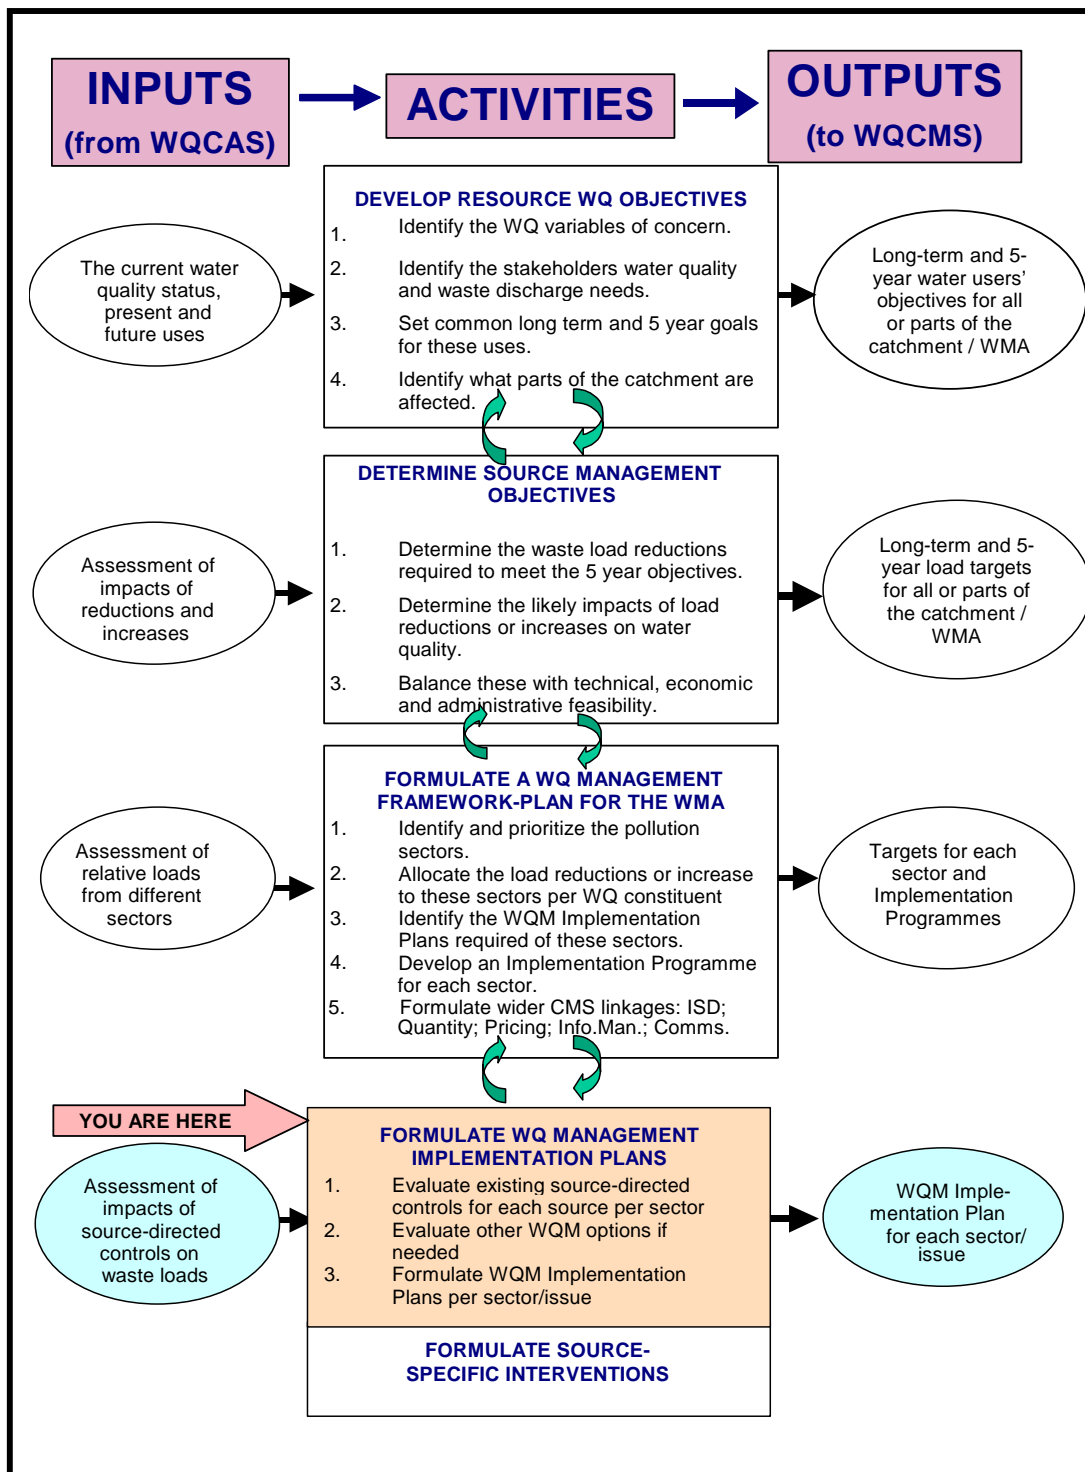 INPUTS
(from WQCAS)
ACTIVITIES
OUTPUTS
(to WQCMS)
The current water
quality status,
present and
future uses
DEVELOP RESOURCE WQ OBJECTIVES
1. Identify the WQ variables of concern.
2. Identify the stakeholders water quality
and waste discharge needs.
3. Set common long term and 5 year goals
for these uses.
4. Identify what parts of the catchment are
affected.
Long-term and 5-
year water users'
objectives for all
or parts of the
catchment / WMA
Assessment of
impacts of
reductions and
increases
DETERMINE SOURCE MANAGEMENT
OBJECTIVES
1. Determine the waste load reductions
required to meet the 5 year objectives.
2. Determine the likely impacts of load
reductions or increases on water
quality.
3. Balance these with technical, economic
and administrative feasibility.
Long-term and 5-
year load targets
for all or parts of
the catchment /
WMA
Assessment of
relative loads
from different
sectors
FORMULATE A WQ MANAGEMENT
FRAMEWORK-PLAN FOR THE WMA
1. Identify and prioritize the pollution
sectors.
2. Allocate the load reductions or increase
to these sectors per WQ constituent
3. Identify the WQM Implementation
Plans required of these sectors.
4. Develop an Implementation Programme
for each sector.
5. Formulate wider CMS linkages: ISD;
Quantity; Pricing; Info.Man.; Comms.
Targets for each
sector and
Implementation
Programmes
YOU ARE HERE
Assessment of
impacts of
source-directed
controls on
waste loads
FORMULATE WQ MANAGEMENT
IMPLEMENTATION PLANS
1. Evaluate existing source-directed
controls for each source per sector
2. Evaluate other WQM options if
needed
3. Formulate WQM Implementation
Plans per sector/issue
WQM Imple-
mentation Plan
for each sector/
issue
FORMULATE SOURCE-
SPECIFIC INTERVENTIONS